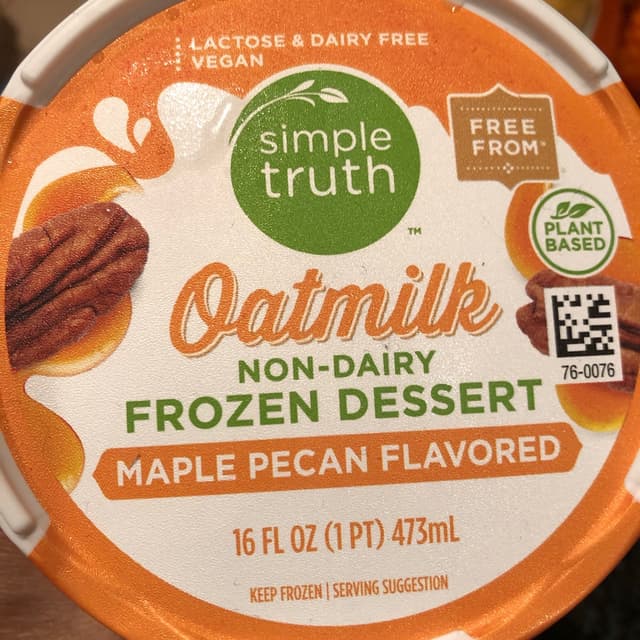 LACTOSE & DAIRY FREE
VEGAN
simple
truth
™
FREE
FROM
PLANT
BASED
Oatmilk
76-0076
NON-DAIRY
FROZEN DESSERT
MAPLE PECAN FLAVORED
16 FL OZ (1 PT) 473mL
KEEP FROZEN | SERVING SUGGESTION